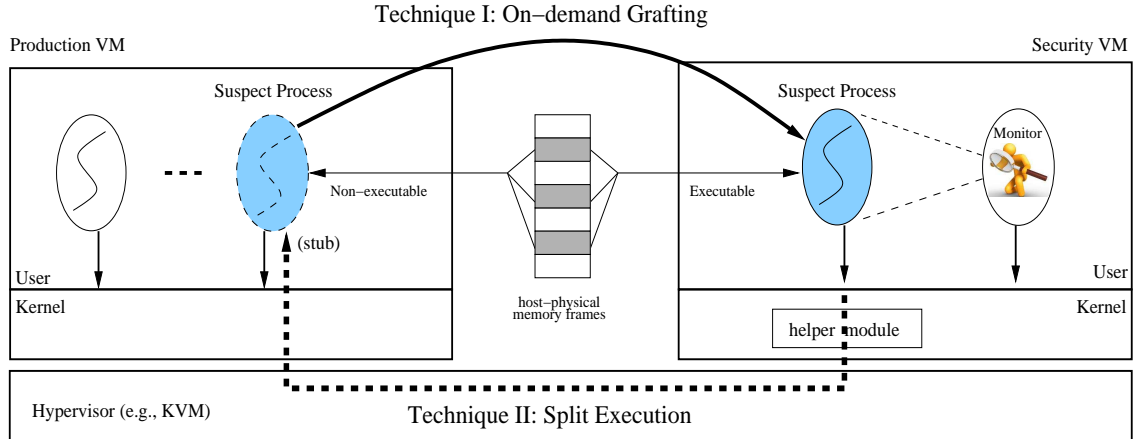 Technique I: On−demand Grafting
Production VM
Security VM
Suspect Process
Suspect Process
Monitor
Non−executable
Executable
(stub)
User
User
Kernel
Kernel
host−physical
memory frames
helper module
Hypervisor (e.g., KVM)
Technique II: Split Execution